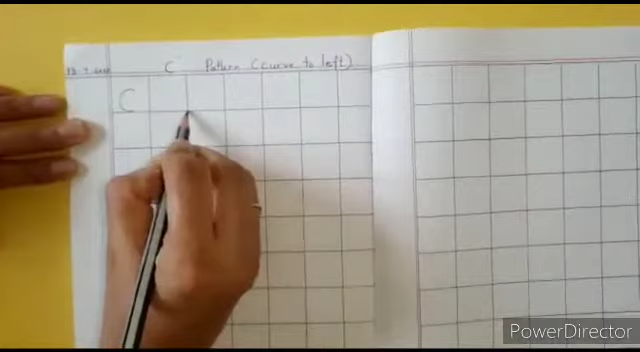 C Pattern (Curve to left)
C
PowerDirector